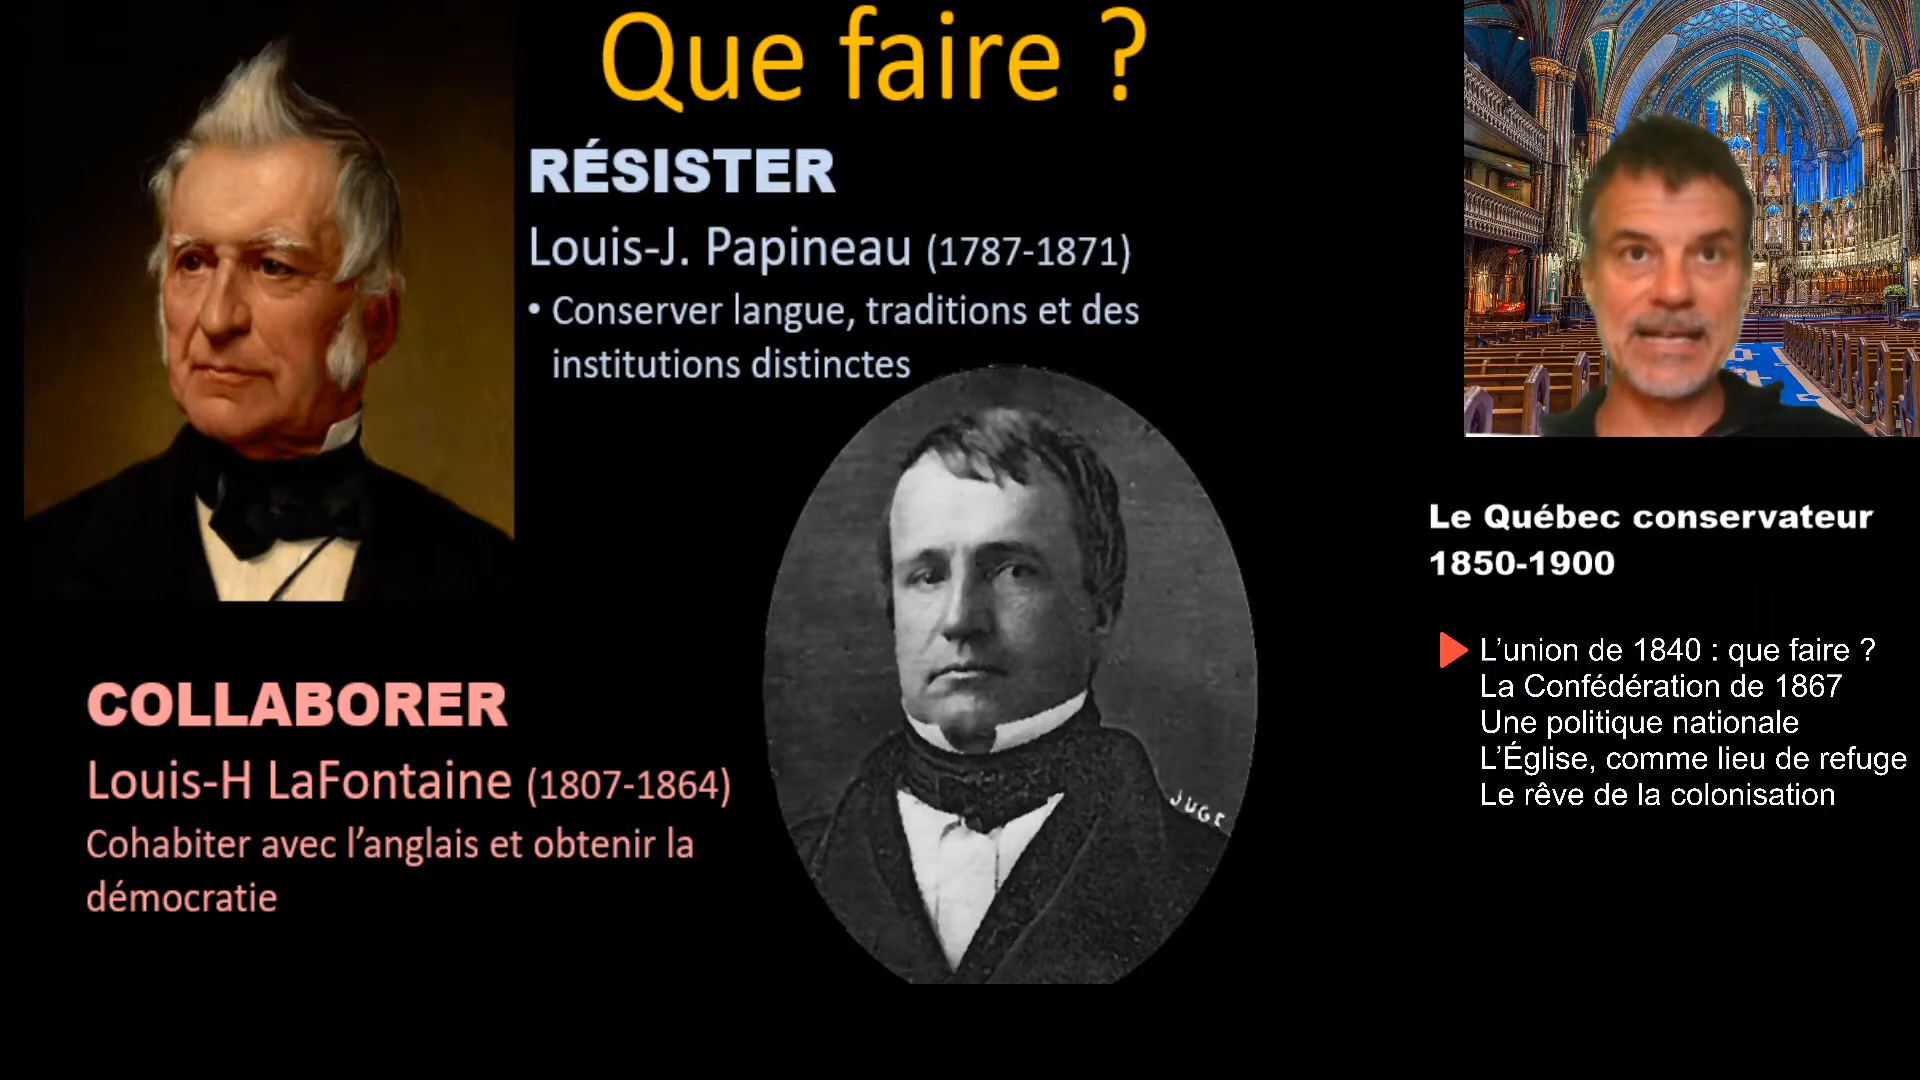 Que faire ?
RÉSISTER
Louis-J. Papineau (1787-1871)
• Conserver langue, traditions et des
institutions distinctes
COLLABORER
Louis-H LaFontaine (1807-1864)
Cohabiter avec l’anglais et obtenir la
démocratie
JUGE
Le Québec conservateur
1850-1900
L’union de 1840 : que faire ?
La Confédération de 1867
Une politique nationale
L’Église, comme lieu de refuge
Le rêve de la colonisation